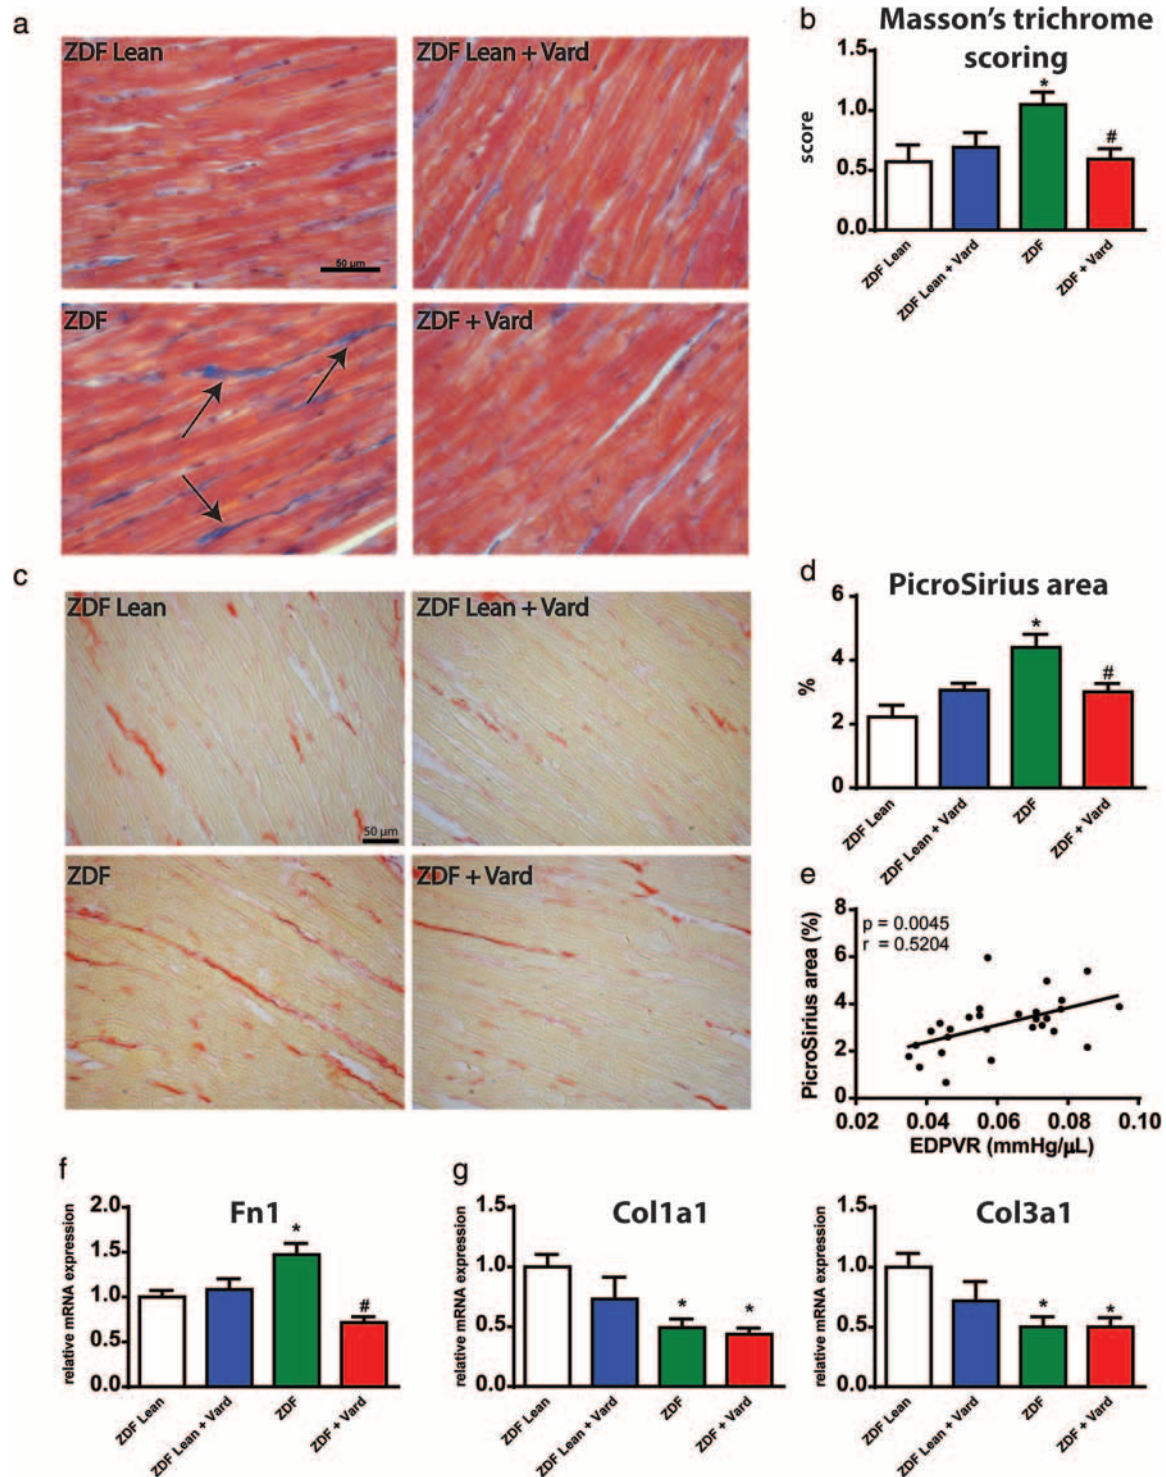 a
ZDF Lean
ZDF Lean + Vard
50 µm
ZDF
ZDF + Vard
b
Masson's trichrome
scoring
1.5
1.0
0.5
0.0
score
*
#
ZDF Lean
ZDF Lean + Vard
ZDF
ZDF + Vard
c
ZDF Lean
ZDF Lean + Vard
50 µm
ZDF
ZDF + Vard
d
PicroSirius area
6
4
2
0
%
*
#
ZDF Lean
ZDF Lean + Vard
ZDF
ZDF + Vard
e
PicroSirius area (%)
8
6
4
2
0
p = 0.0045
r = 0.5204
0.02
0.04
0.06
0.08
0.10
EDPVR (mmHg/µL)
f
Fn1
relative mRNA expression
2.0
1.5
1.0
0.5
0.0
*
#
ZDF Lean
ZDF Lean + Vard
ZDF
ZDF + Vard
g
Col1a1
relative mRNA expression
1.5
1.0
0.5
0.0
*
*
ZDF Lean
ZDF Lean + Vard
ZDF
ZDF + Vard
Col3a1
relative mRNA expression
1.5
1.0
0.5
0.0
*
*
ZDF Lean
ZDF Lean + Vard
ZDF
ZDF + Vard